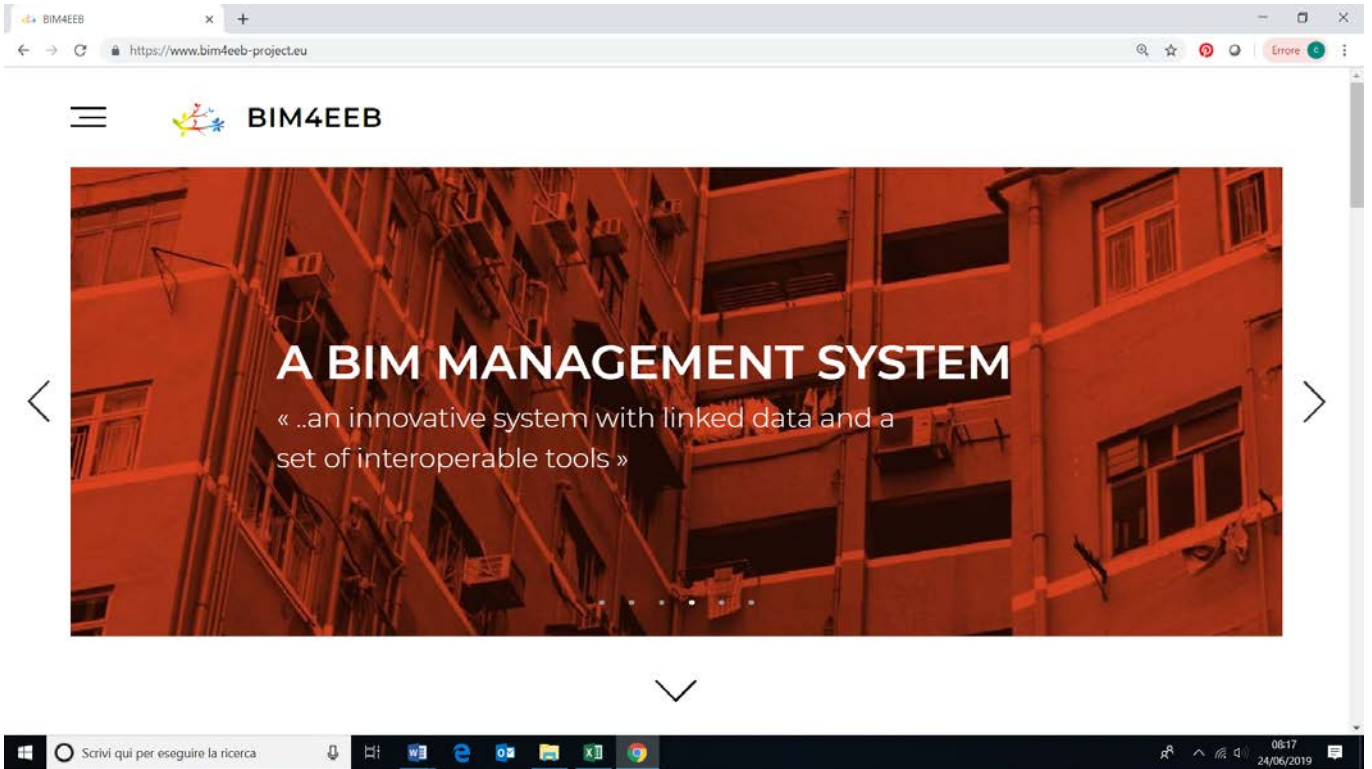 BIM4EEB
https://www.bim4eeb-project.eu
Errore
BIM4EEB
A BIM MANAGEMENT SYSTEM
« ..an innovative system with linked data and a
set of interoperable tools »
Scrivi qui per eseguire la ricerca
08:17
24/06/2019